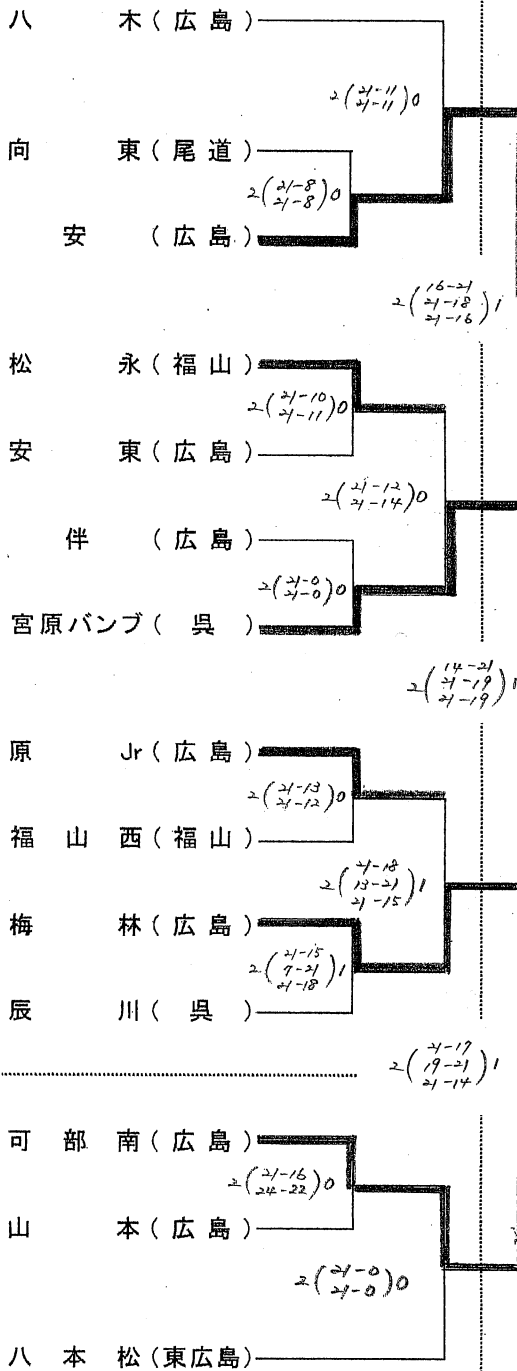 八木(広島)
2(21-11 21-11)0
向東(尾道)
2(21-8 21-8)0
安(広島)
2(16-21 21-18 21-16)1
松永(福山)
2(21-10 21-11)0
安東(広島)
2(21-12 21-14)0
伴(広島)
2(21-0 21-0)0
宮原バンブ(呉)
2(14-21 21-19 21-19)1
原Jr(広島)
2(21-13 21-12)0
福山西(福山)
2(21-18 13-21 21-15)1
梅林(広島)
2(21-15 7-21 21-18)1
辰川(呉)
2(21-17 19-21 21-14)1
可部南(広島)
2(21-16 24-22)0
山本(広島)
2(21-0 21-0)0
八本松(東広島)